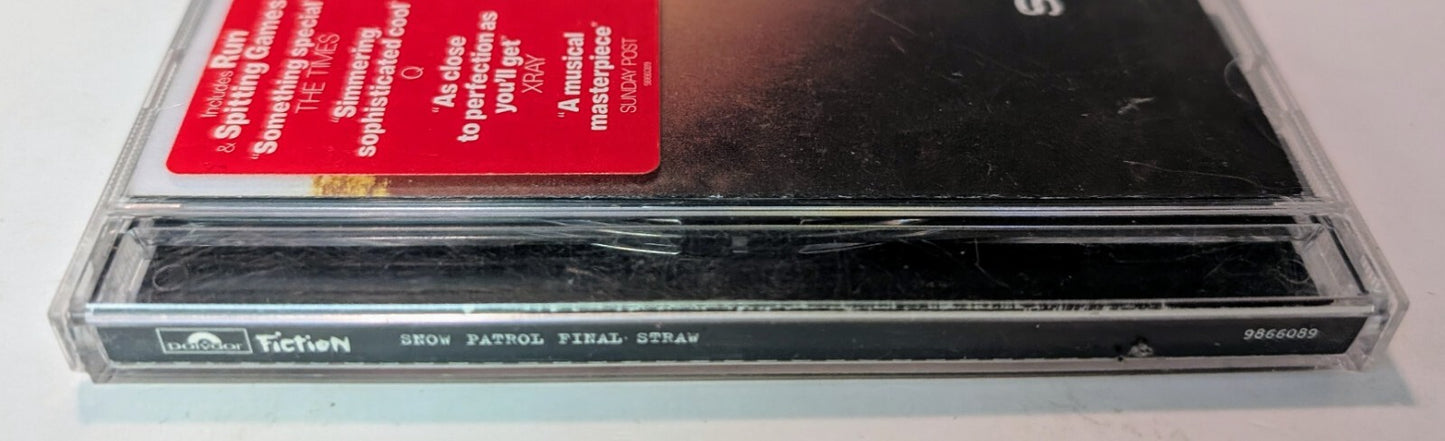 Includes Run
& Spitting Games
"Something special"
THE TIMES
"Simmering
sophisticated cool"
Q
"As close
to perfection as
you'll get"
XRAY
"A musical
masterpiece"
SUNDAY POST
S
polydor
Fiction
SNOW PATROL FINAL STRAW
9866089